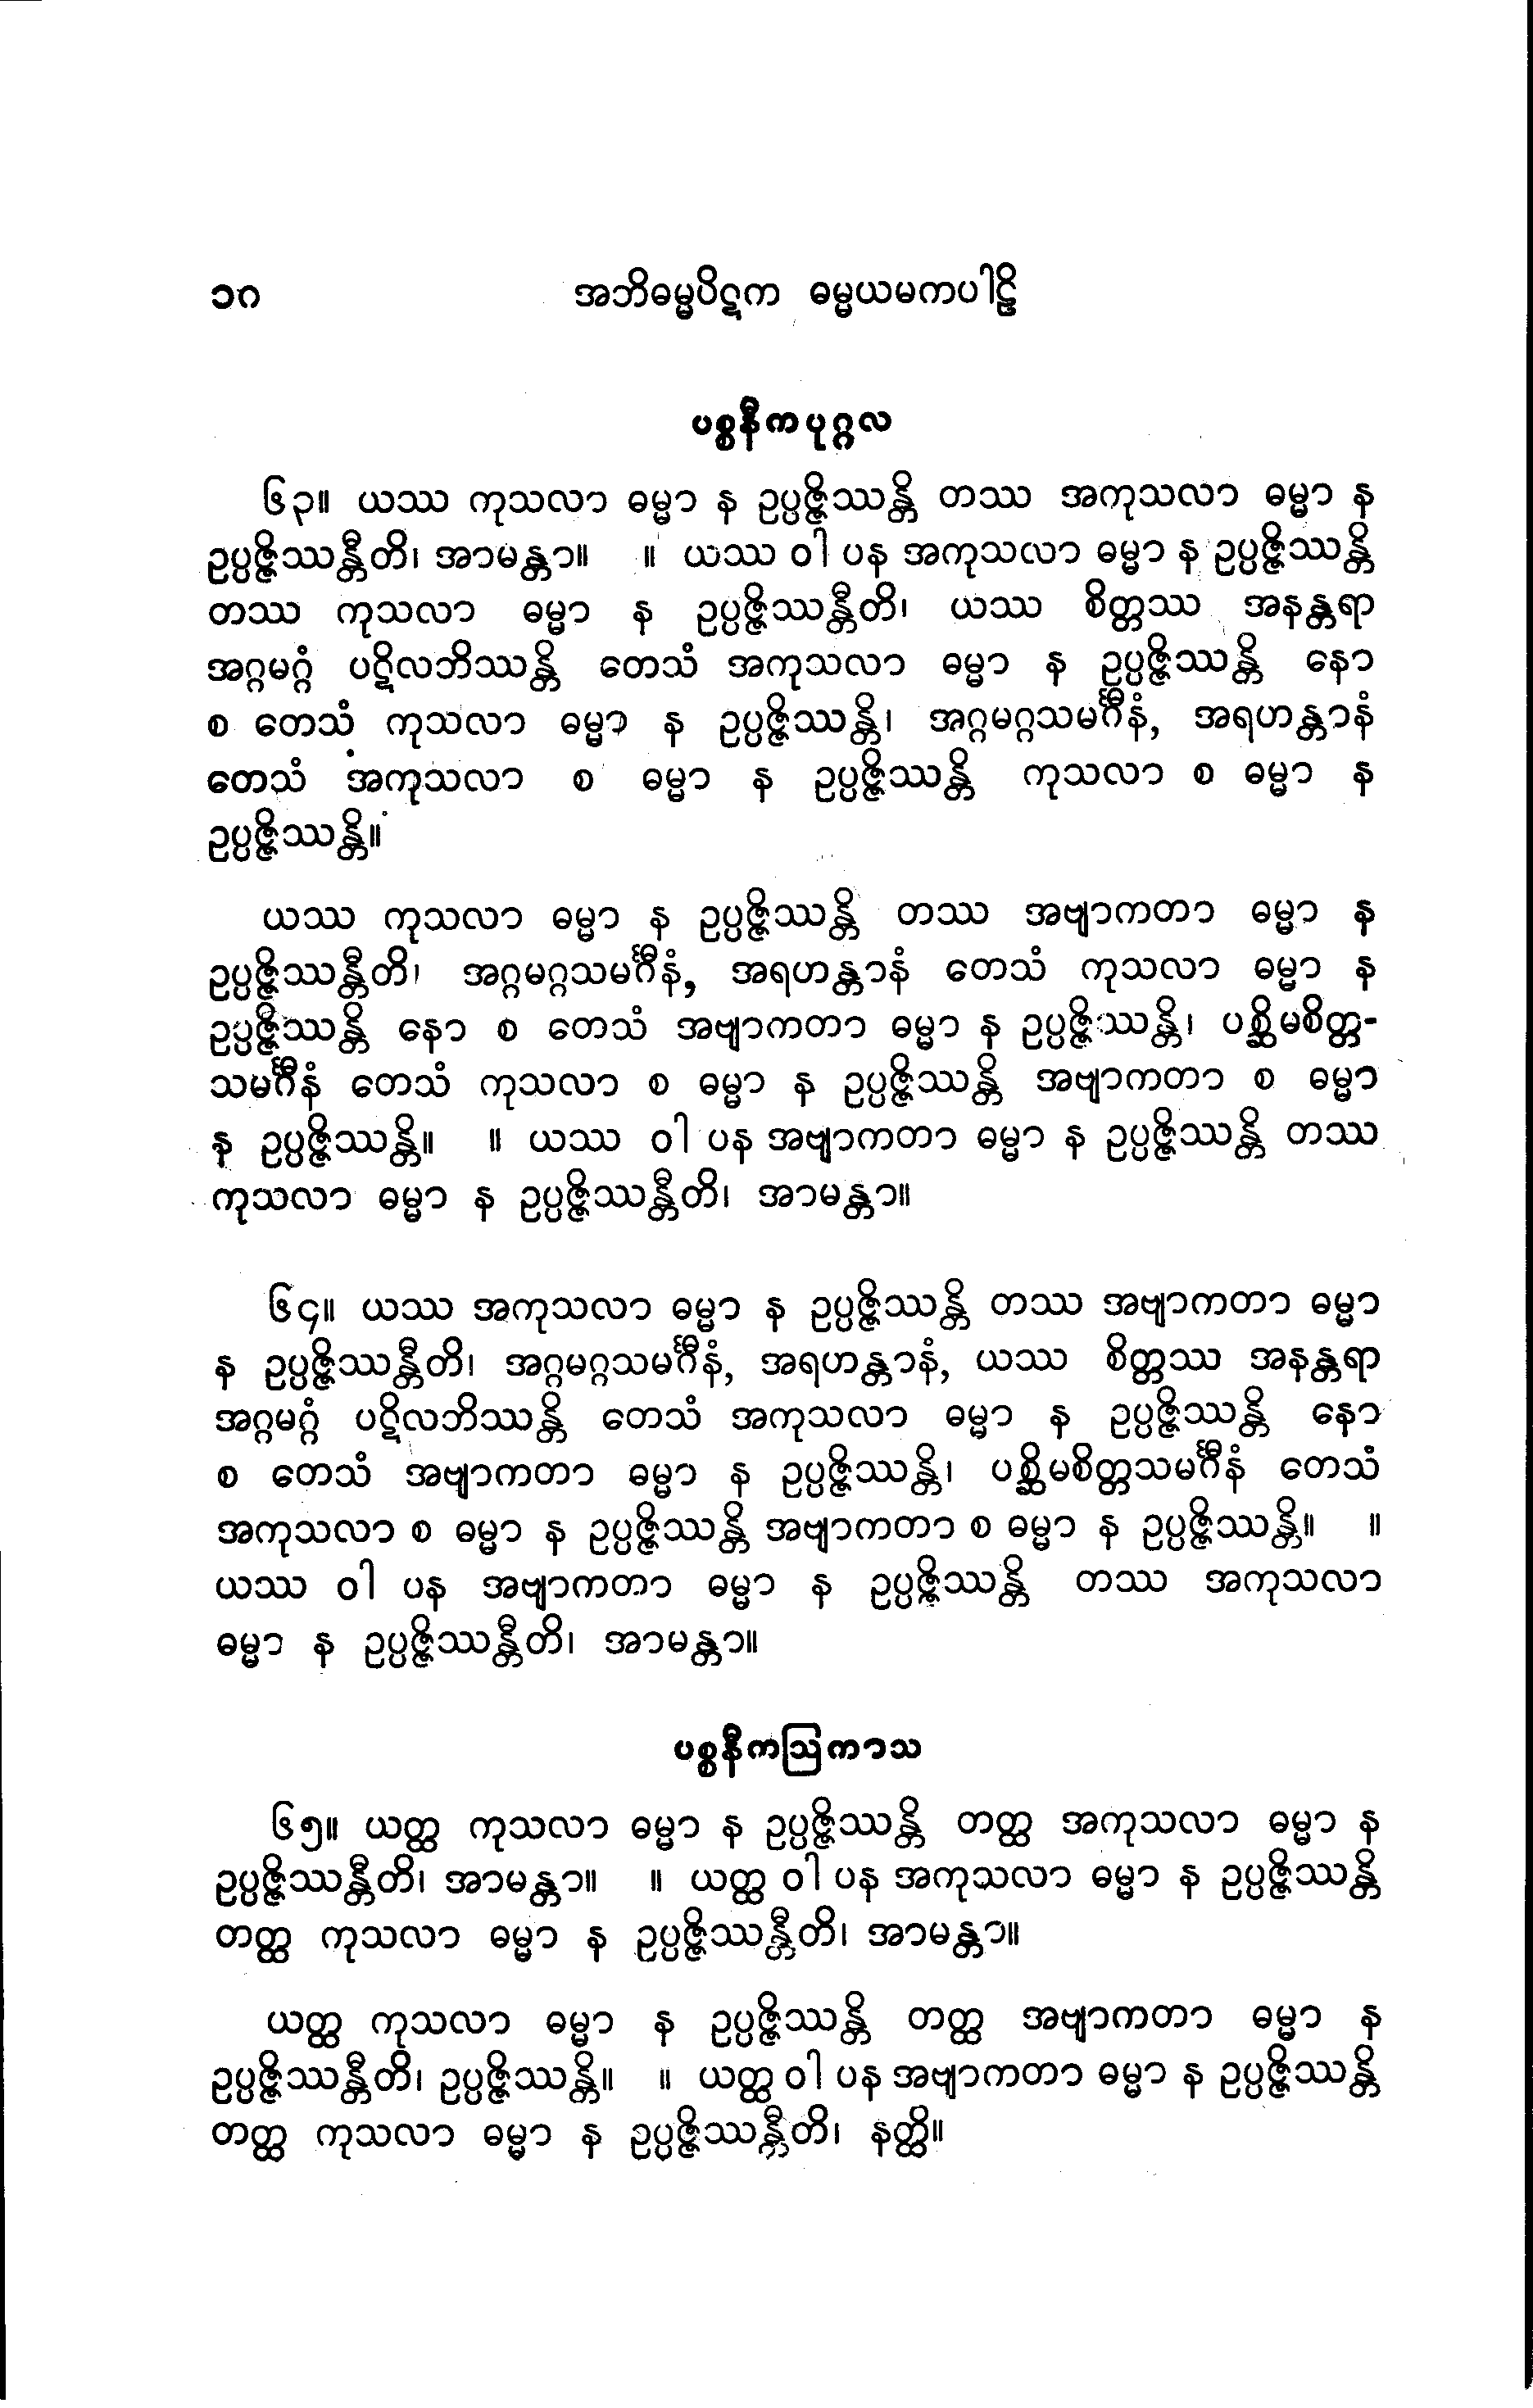 ၁၈ အဘိဓမ္မပိဋက ဓမ္မယမကပါဠိ
ပစ္စနီကပုဂ္ဂလ
၆၃။ ယဿ ကုသလာ ဓမ္မာ န ဥပ္ပဇ္ဇိဿန္တိ တဿ အကုသလာ ဓမ္မာ န
ဥပ္ပဇ္ဇိဿန္တီတိ၊ အာမန္တာ။ ။ ယဿ ဝါ ပန အကုသလာ ဓမ္မာ န ဥပ္ပဇ္ဇိဿန္တိ
တဿ ကုသလာ ဓမ္မာ န ဥပ္ပဇ္ဇိဿန္တီတိ၊ ယဿ စိတ္တဿ အနန္တရာ
အဂ္ဂမဂ္ဂံ ပဋိလဘိဿန္တိ တေသံ အကုသလာ ဓမ္မာ န ဥပ္ပဇ္ဇိဿန္တိ နော
စ တေသံ ကုသလာ ဓမ္မာ န ဥပ္ပဇ္ဇိဿန္တိ၊ အဂ္ဂမဂ္ဂသမင်္ဂီနံ, အရဟန္တာနံ
တေသံ အကုသလာ စ ဓမ္မာ န ဥပ္ပဇ္ဇိဿန္တိ ကုသလာ စ ဓမ္မာ န
ဥပ္ပဇ္ဇိဿန္တိ။
ယဿ ကုသလာ ဓမ္မာ န ဥပ္ပဇ္ဇိဿန္တိ တဿ အဗျာကတာ ဓမ္မာ န
ဥပ္ပဇ္ဇိဿန္တီတိ၊ အဂ္ဂမဂ္ဂသမင်္ဂီနံ, အရဟန္တာနံ တေသံ ကုသလာ ဓမ္မာ န
ဥပ္ပဇ္ဇိဿန္တိ နော စ တေသံ အဗျာကတာ ဓမ္မာ န ဥပ္ပဇ္ဇိဿန္တိ၊ ပစ္ဆိမစိတ္တ-
သမင်္ဂီနံ တေသံ ကုသလာ စ ဓမ္မာ န ဥပ္ပဇ္ဇိဿန္တိ အဗျာကတာ စ ဓမ္မာ
န ဥပ္ပဇ္ဇိဿန္တိ။ ။ ယဿ ဝါ ပန အဗျာကတာ ဓမ္မာ န ဥပ္ပဇ္ဇိဿန္တိ တဿ
ကုသလာ ဓမ္မာ န ဥပ္ပဇ္ဇိဿန္တီတိ၊ အာမန္တာ။
၆၄။ ယဿ အကုသလာ ဓမ္မာ န ဥပ္ပဇ္ဇိဿန္တိ တဿ အဗျာကတာ ဓမ္မာ
န ဥပ္ပဇ္ဇိဿန္တီတိ၊ အဂ္ဂမဂ္ဂသမင်္ဂီနံ, အရဟန္တာနံ, ယဿ စိတ္တဿ အနန္တရာ
အဂ္ဂမဂ္ဂံ ပဋိလဘိဿန္တိ တေသံ အကုသလာ ဓမ္မာ န ဥပ္ပဇ္ဇိဿန္တိ နော
စ တေသံ အဗျာကတာ ဓမ္မာ န ဥပ္ပဇ္ဇိဿန္တိ၊ ပစ္ဆိမစိတ္တသမင်္ဂီနံ တေသံ
အကုသလာ စ ဓမ္မာ န ဥပ္ပဇ္ဇိဿန္တိ အဗျာကတာ စ ဓမ္မာ န ဥပ္ပဇ္ဇိဿန္တိ။ ။
ယဿ ဝါ ပန အဗျာကတာ ဓမ္မာ န ဥပ္ပဇ္ဇိဿန္တိ တဿ အကုသလာ
ဓမ္မာ န ဥပ္ပဇ္ဇိဿန္တီတိ၊ အာမန္တာ။
ပစ္စနီကဩကာသ
၆၅။ ယတ္ထ ကုသလာ ဓမ္မာ န ဥပ္ပဇ္ဇိဿန္တိ တတ္ထ အကုသလာ ဓမ္မာ န
ဥပ္ပဇ္ဇိဿန္တီတိ၊ အာမန္တာ။ ။ ယတ္ထ ဝါ ပန အကုသလာ ဓမ္မာ န ဥပ္ပဇ္ဇိဿန္တိ
တတ္ထ ကုသလာ ဓမ္မာ န ဥပ္ပဇ္ဇိဿန္တီတိ၊ အာမန္တာ။
ယတ္ထ ကုသလာ ဓမ္မာ န ဥပ္ပဇ္ဇိဿန္တိ တတ္ထ အဗျာကတာ ဓမ္မာ န
ဥပ္ပဇ္ဇိဿန္တီတိ၊ ဥပ္ပဇ္ဇိဿန္တိ။ ။ ယတ္ထ ဝါ ပန အဗျာကတာ ဓမ္မာ န ဥပ္ပဇ္ဇိဿန္တိ
တတ္ထ ကုသလာ ဓမ္မာ န ဥပ္ပဇ္ဇိဿန္တီတိ၊ နတ္ထိ။